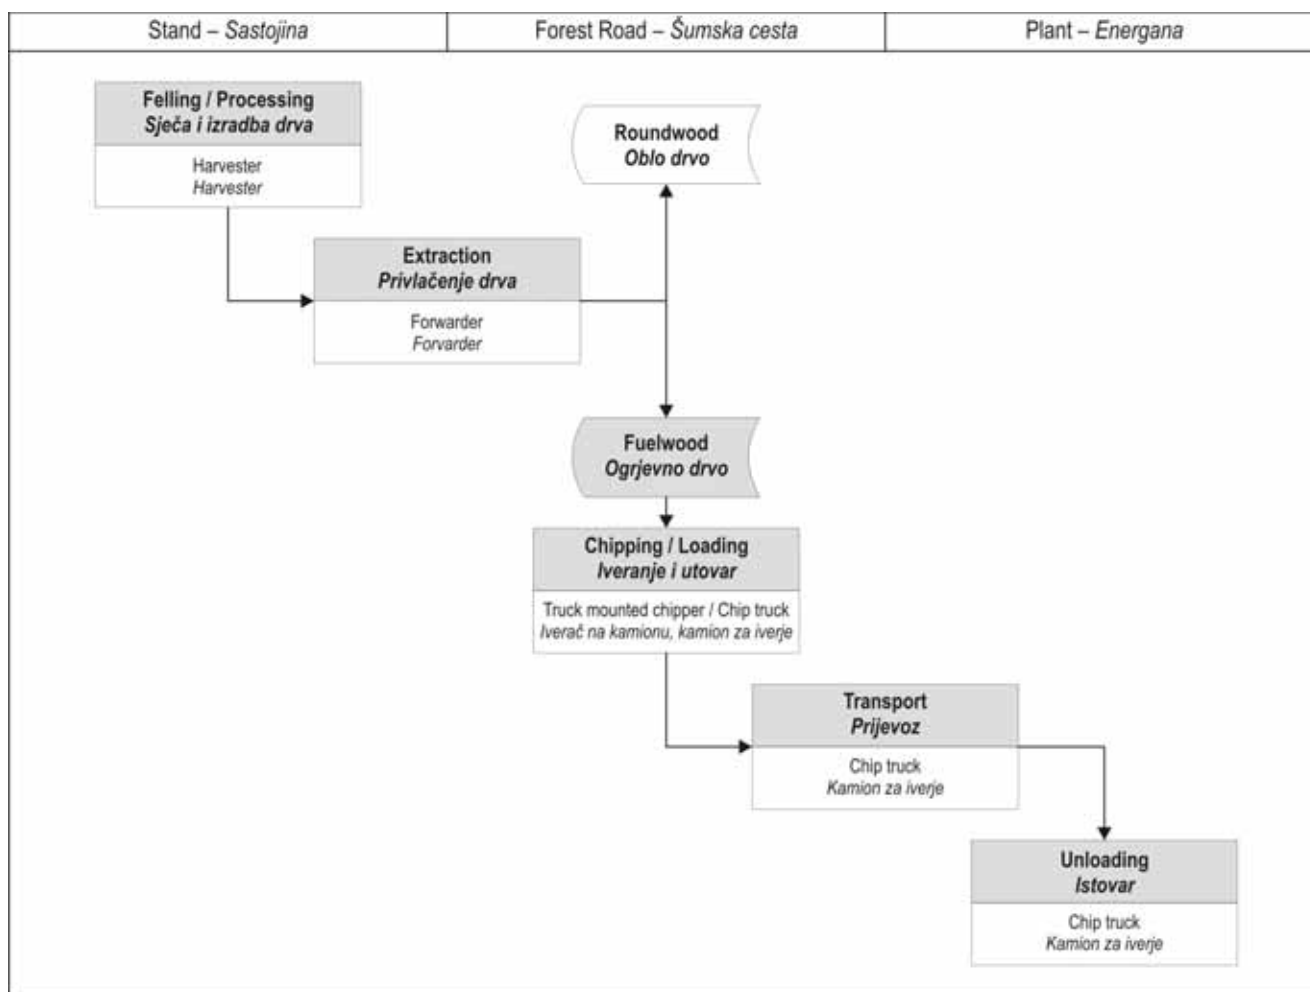 Stand – Sastojina
Forest Road – Šumska cesta
Plant – Energana
Felling / Processing
Sječa i izradba drva
Harvester
Harvester
Roundwood
Oblo drvo
Extraction
Privlačenje drva
Forwarder
Forvarder
Fuelwood
Ogrjevno drvo
Chipping / Loading
Iveranje i utovar
Truck mounted chipper / Chip truck
Iverač na kamionu, kamion za iverje
Transport
Prijevoz
Chip truck
Kamion za iverje
Unloading
Istovar
Chip truck
Kamion za iverje